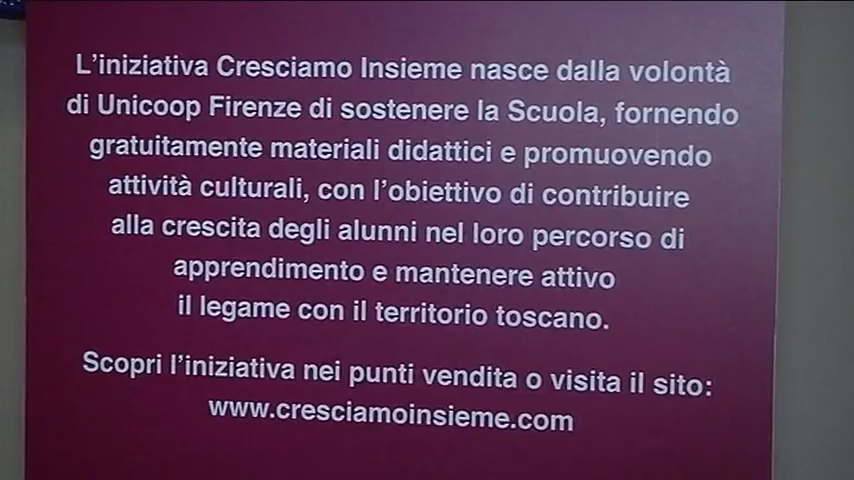 L'iniziativa Cresciamo Insieme nasce dalla volontà
di Unicoop Firenze di sostenere la Scuola, fornendo
gratuitamente materiali didattici e promuovendo
attività culturali, con l'obiettivo di contribuire
alla crescita degli alunni nel loro percorso di
apprendimento e mantenere attivo
il legame con il territorio toscano.
Scopri l'iniziativa nei punti vendita o visita il sito:
www.cresciamoinsieme.com